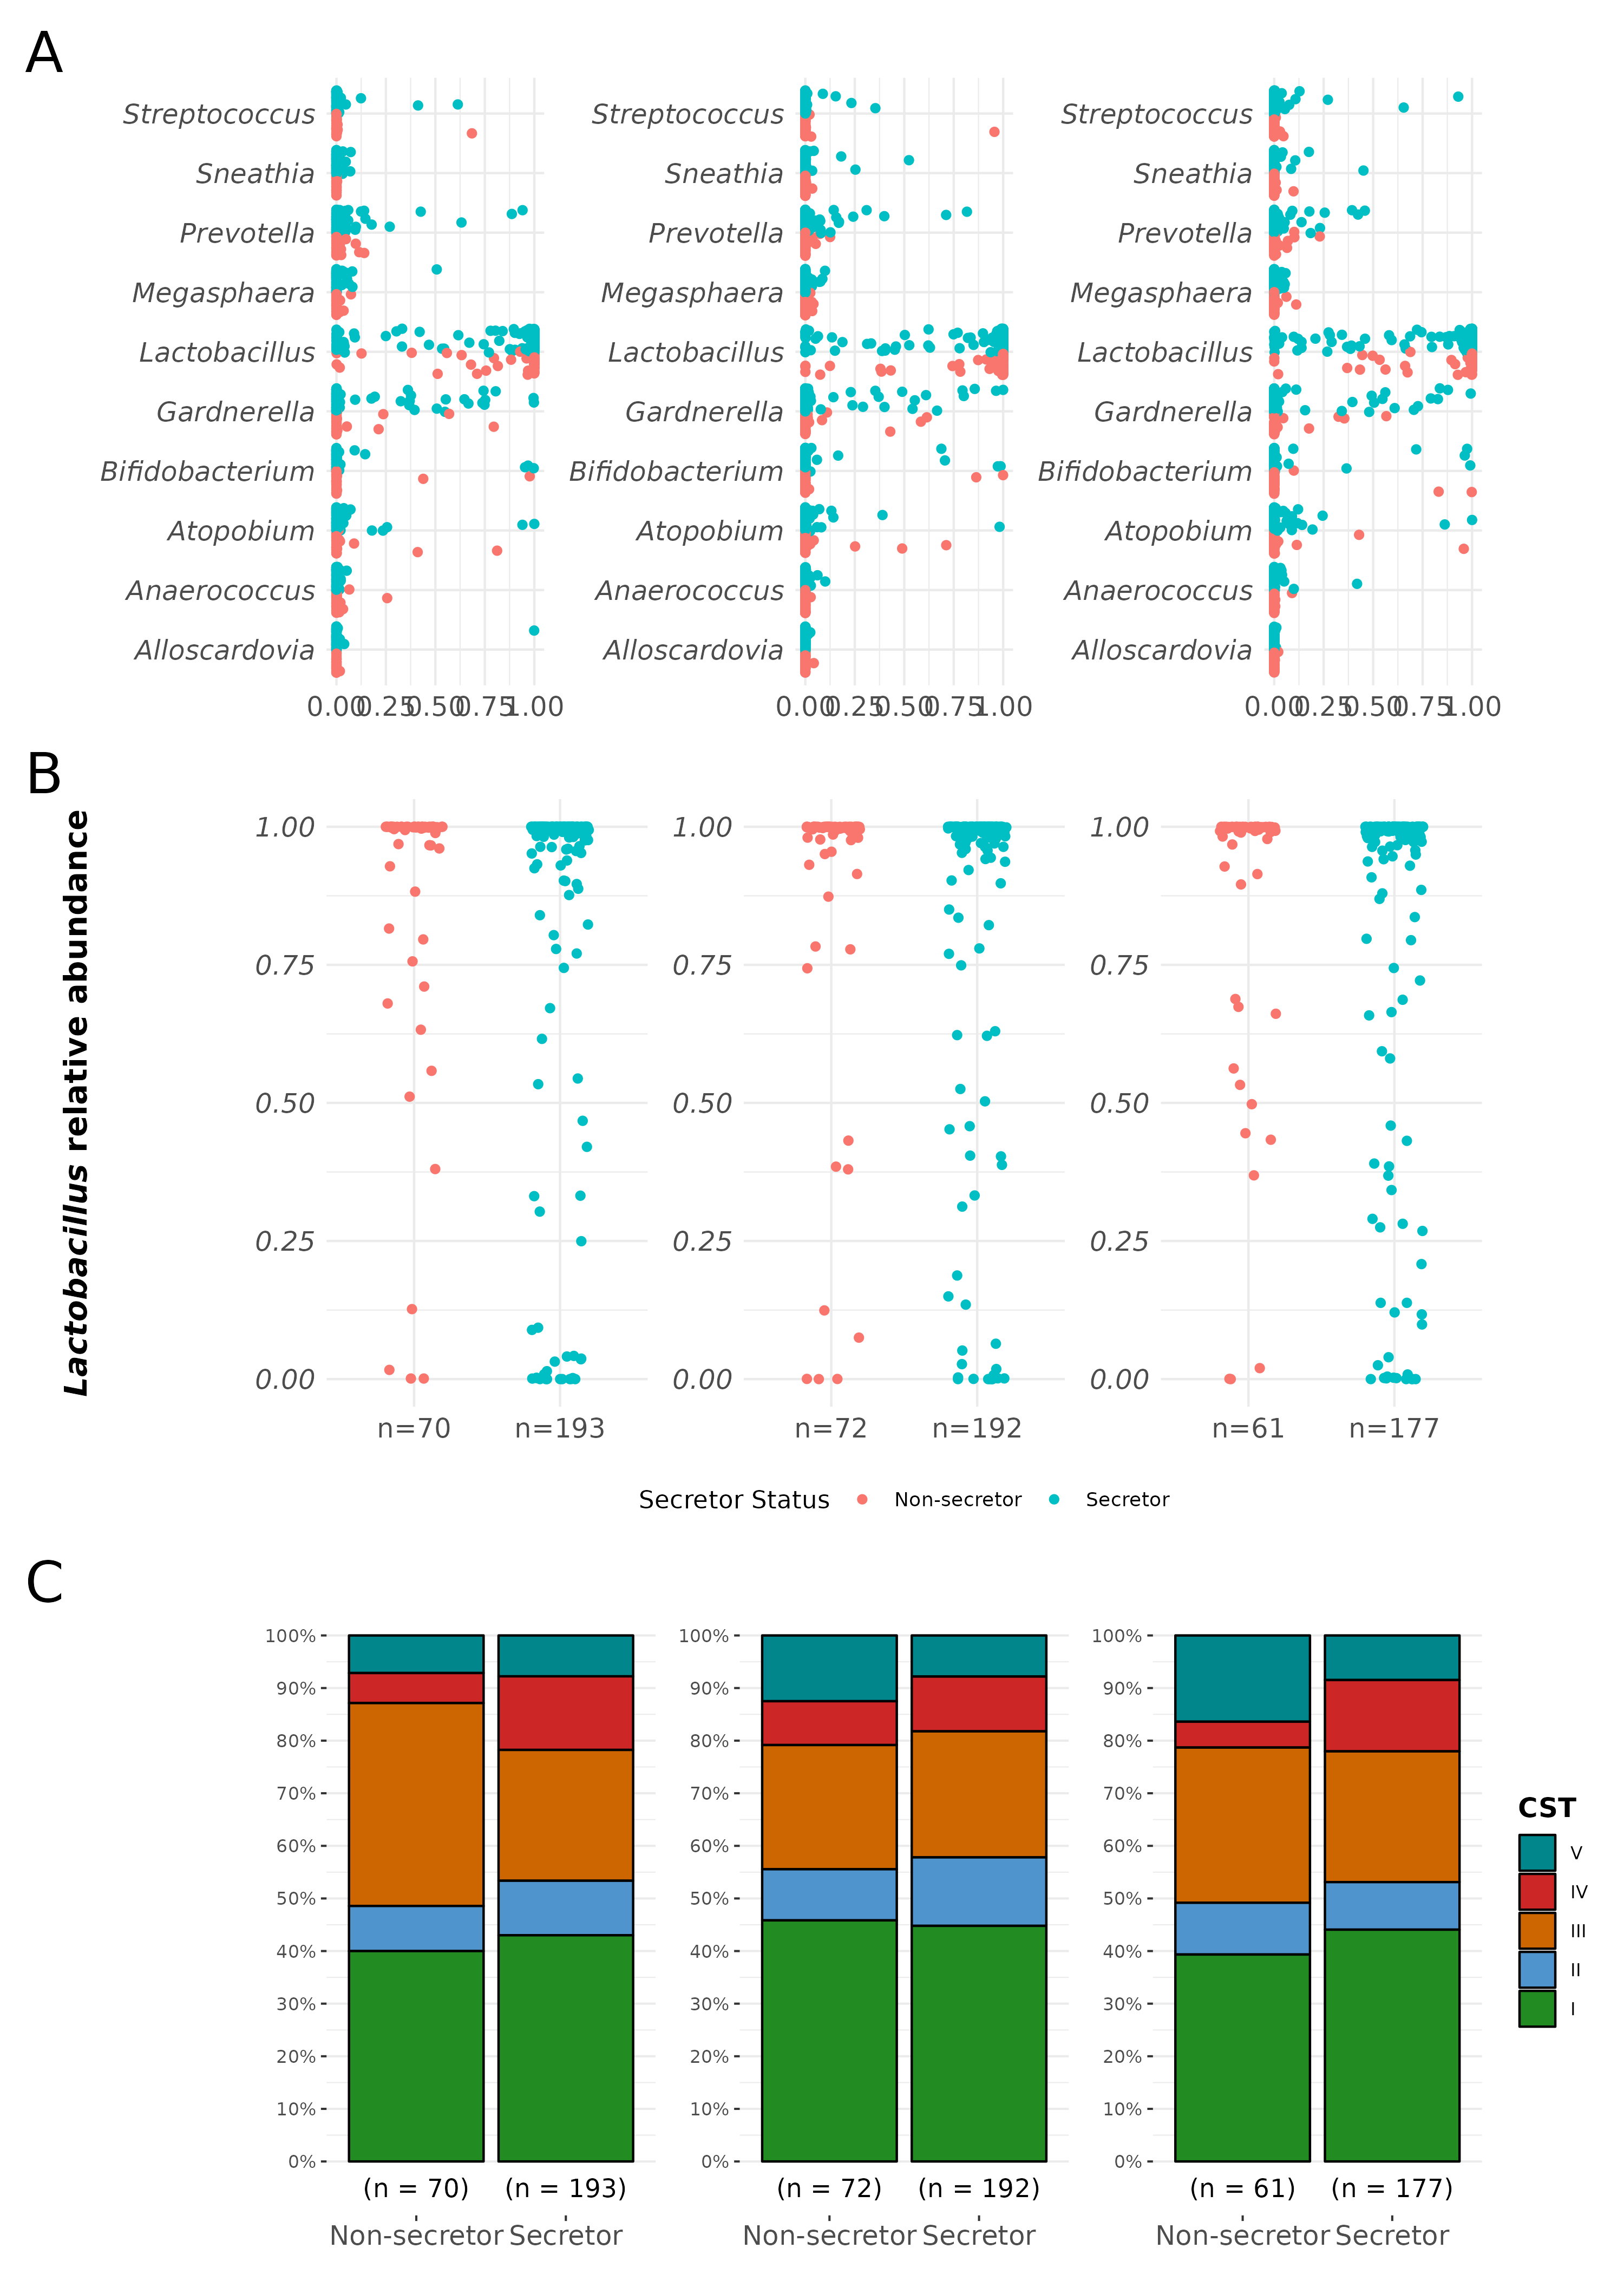 A
Streptococcus Streptococcus Streptococcus
Sneathia Sneathia Sneathia
Prevotella Prevotella Prevotella
Megasphaera Megasphaera Megasphaera
Lactobacillus Lactobacillus Lactobacillus
Gardnerella Gardnerella Gardnerella
Bifidobacterium Bifidobacterium Bifidobacterium
Atopobium Atopobium Atopobium
Anaerococcus Anaerococcus Anaerococcus
Alloscardovia Alloscardovia Alloscardovia
0.00 0.25 0.50 0.75 1.00 0.00 0.25 0.50 0.75 1.00 0.00 0.25 0.50 0.75 1.00
B
Lactobacillus relative abundance
1.00 1.00 1.00
0.75 0.75 0.75
0.50 0.50 0.50
0.25 0.25 0.25
0.00 0.00 0.00
n=70 n=193 n=72 n=192 n=61 n=177
Secretor Status Non-secretor Secretor
C
100% 100% 100%
90% 90% 90%
80% 80% 80%
70% 70% 70%
60% 60% 60%
50% 50% 50%
40% 40% 40%
30% 30% 30%
20% 20% 20%
10% 10% 10%
0% 0% 0%
(n = 70) (n = 193) (n = 72) (n = 192) (n = 61) (n = 177)
Non-secretor Secretor Non-secretor Secretor Non-secretor Secretor
CST
V
IV
III
II
I